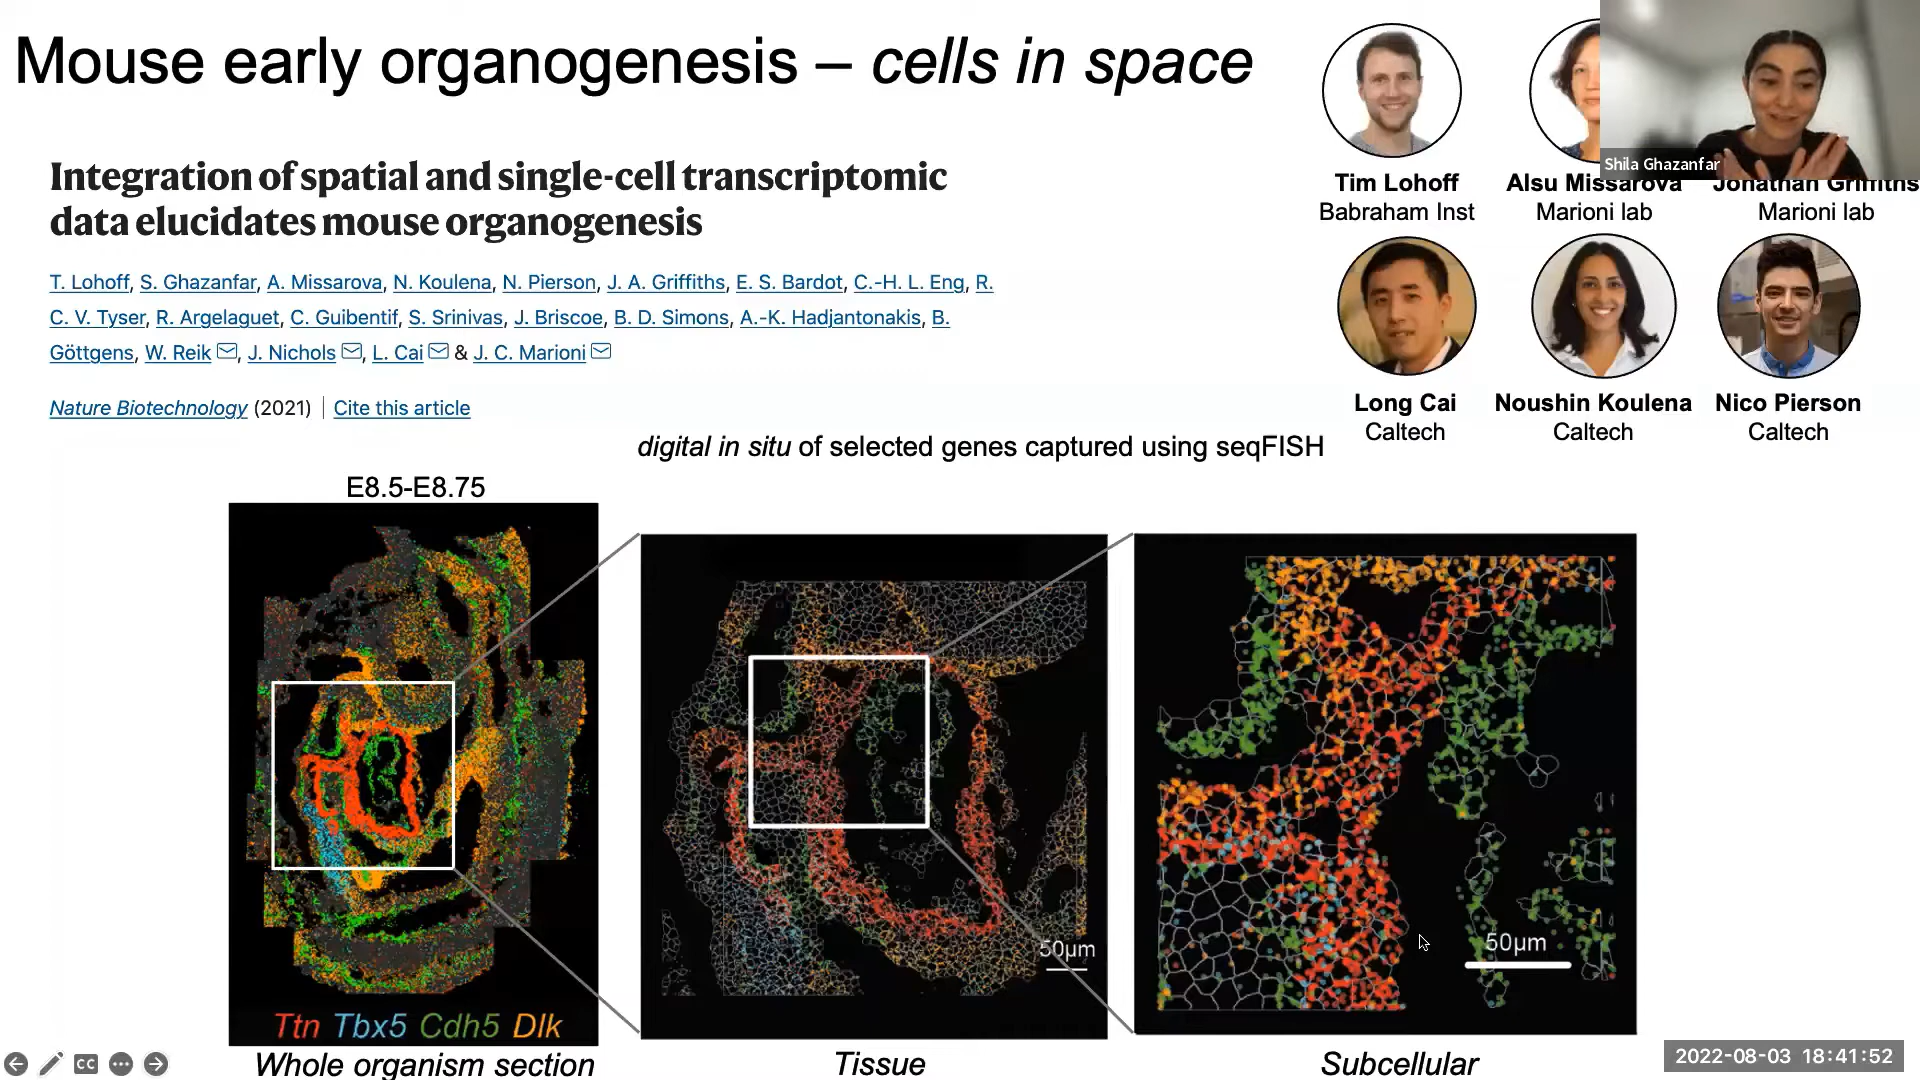 Mouse early organogenesis – cells in space
Shila Ghazanfar
Integration of spatial and single-cell transcriptomic
data elucidates mouse organogenesis
T. Lohoff, S. Ghazanfar, A. Missarova, N. Koulena, N. Pierson, J. A. Griffiths, E. S. Bardot, C.-H. L. Eng, R.
C. V. Tyser, R. Argelaguet, C. Guibentif, S. Srinivas, J. Briscoe, B. D. Simons, A.-K. Hadjantonakis, B.
Göttgens, W. Reik, J. Nichols, L. Cai & J. C. Marioni
Nature Biotechnology (2021) | Cite this article
Tim Lohoff
Babraham Inst
Alsu Missarova
Marioni lab
Jonathan Griffiths
Marioni lab
Long Cai
Caltech
Noushin Koulena
Caltech
Nico Pierson
Caltech
digital in situ of selected genes captured using seqFISH
E8.5-E8.75
Ttn Tbx5 Cdh5 Dlk
50µm
50µm
Whole organism section
Tissue
Subcellular
CC
2022-08-03 18:41:52